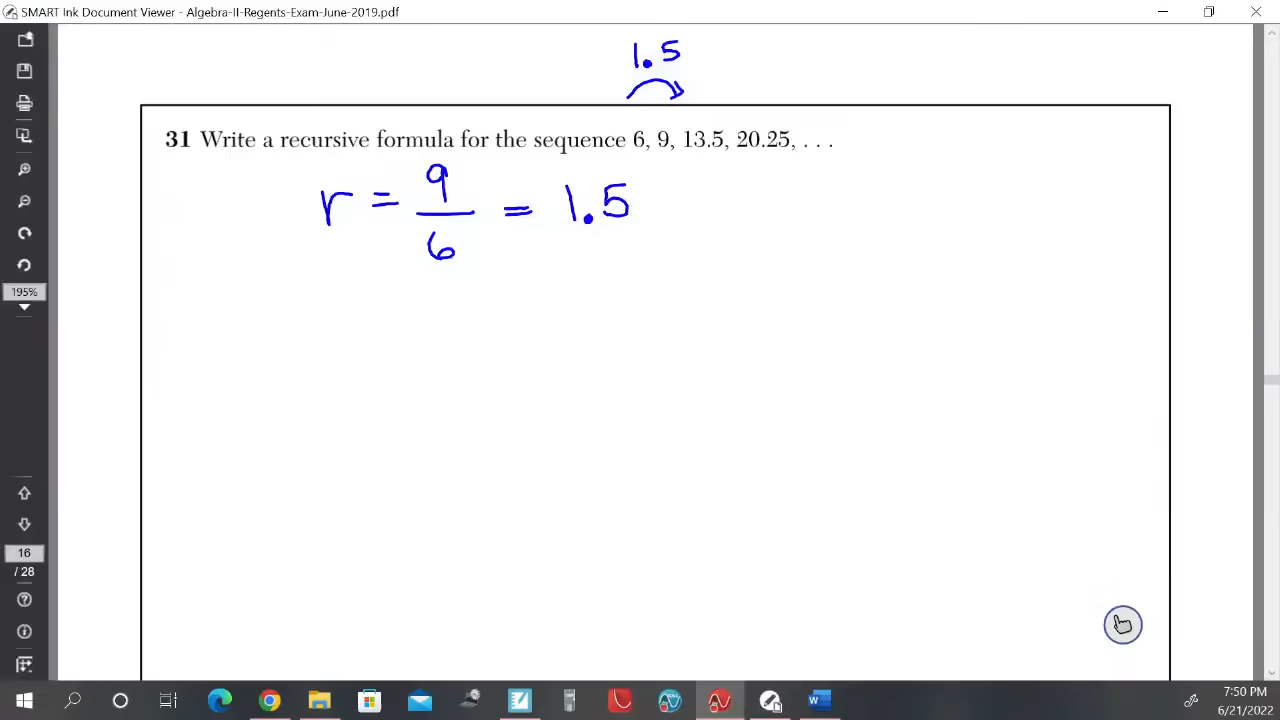 SMART Ink Document Viewer - Algebra-II-Regents-Exam-June-2019.pdf
1.5
31 Write a recursive formula for the sequence 6, 9, 13.5, 20.25, . . .
r = 9/6 = 1.5
195%
16
/ 28
7:50 PM
6/21/2022